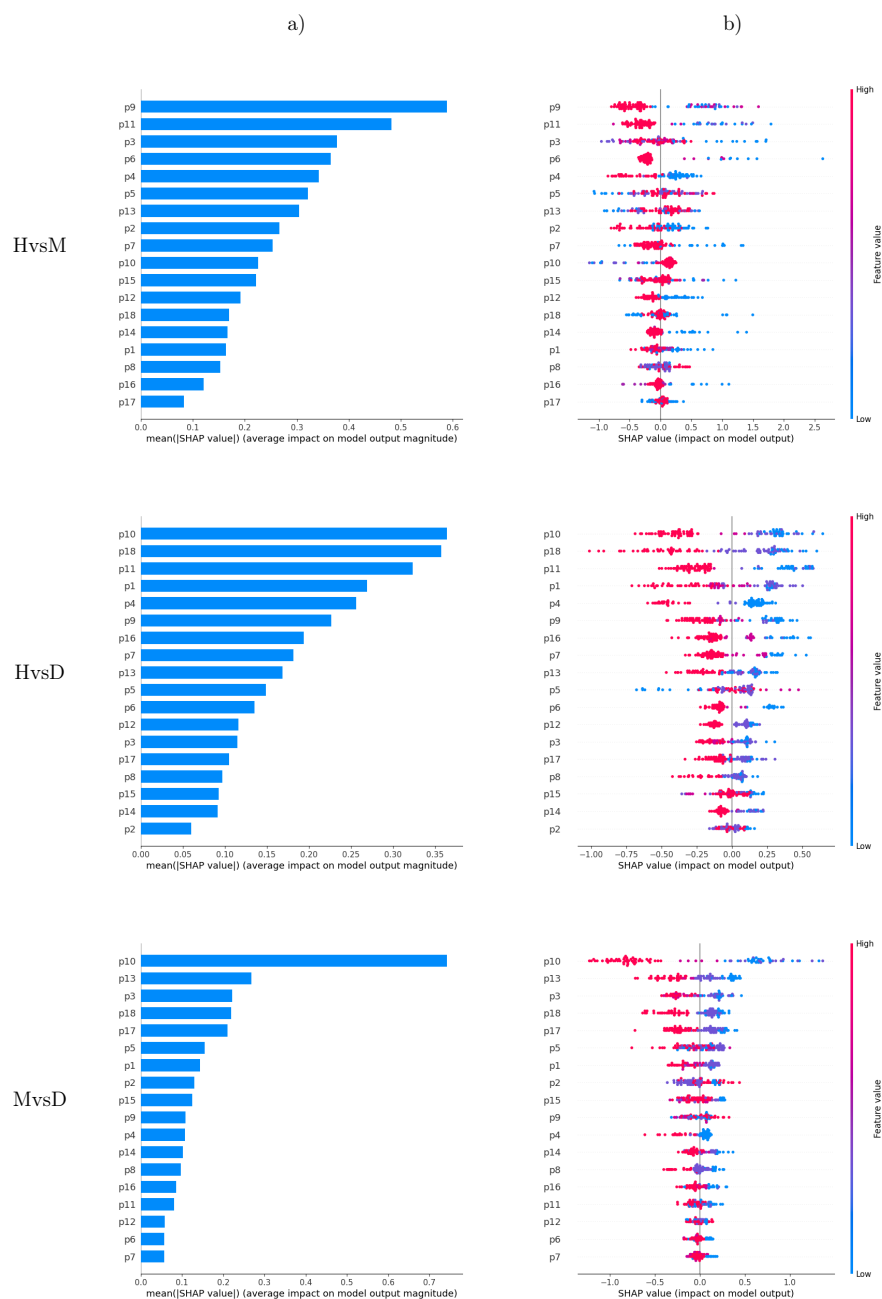 a)
b)
HvsM
p9
p11
p3
p6
p4
p5
p13
p2
p7
p10
p15
p12
p18
p14
p1
p8
p16
p17
0.0 0.1 0.2 0.3 0.4 0.5 0.6
mean(|SHAP value|) (average impact on model output magnitude)
p9
p11
p3
p6
p4
p5
p13
p2
p7
p10
p15
p12
p18
p14
p1
p8
p16
p17
−1.0 −0.5 0.0 0.5 1.0 1.5 2.0 2.5
SHAP value (impact on model output)
High
Feature value
Low
HvsD
p10
p18
p11
p1
p4
p9
p16
p7
p13
p5
p6
p12
p3
p17
p8
p15
p14
p2
0.00 0.05 0.10 0.15 0.20 0.25 0.30 0.35
mean(|SHAP value|) (average impact on model output magnitude)
p10
p18
p11
p1
p4
p9
p16
p7
p13
p5
p6
p12
p3
p17
p8
p15
p14
p2
−1.00 −0.75 −0.50 −0.25 0.00 0.25 0.50
SHAP value (impact on model output)
High
Feature value
Low
MvsD
p10
p13
p3
p18
p17
p5
p1
p2
p15
p9
p4
p14
p8
p16
p11
p12
p6
p7
0.0 0.1 0.2 0.3 0.4 0.5 0.6 0.7
mean(|SHAP value|) (average impact on model output magnitude)
p10
p13
p3
p18
p17
p5
p1
p2
p15
p9
p4
p14
p8
p16
p11
p12
p6
p7
−1.0 −0.5 0.0 0.5 1.0
SHAP value (impact on model output)
High
Feature value
Low